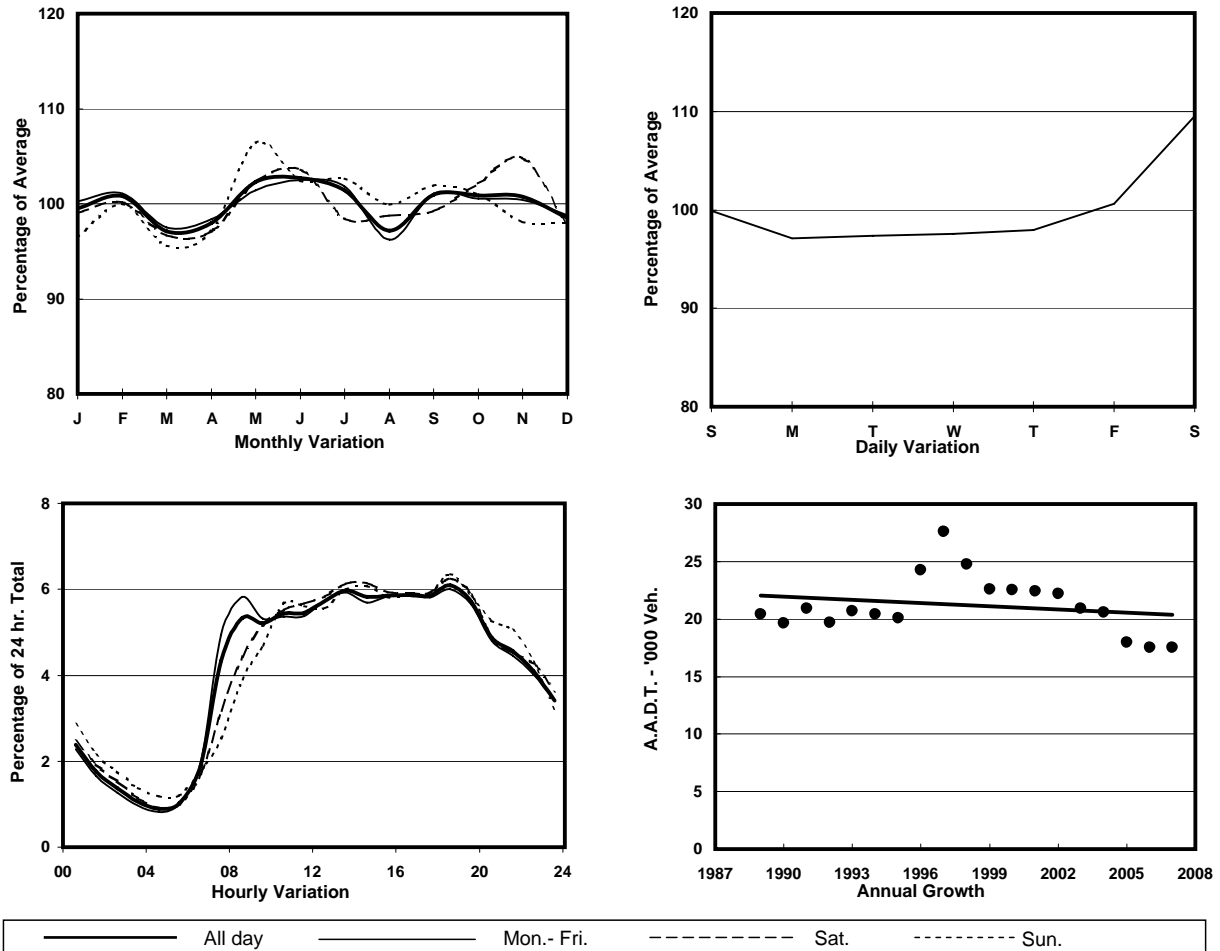 120
110
100
90
80
Percentage of Average
J F M A M J J A S O N D
Monthly Variation
120
110
100
90
80
Percentage of Average
S M T W T F S
Daily Variation
8
6
4
2
0
Percentage of 24 hr. Total
00 04 08 12 16 20 24
Hourly Variation
30
25
20
15
10
5
0
A.A.D.T. - '000 Veh.
1987 1990 1993 1996 1999 2002 2005 2008
Annual Growth
All day Mon.- Fri. Sat. Sun.